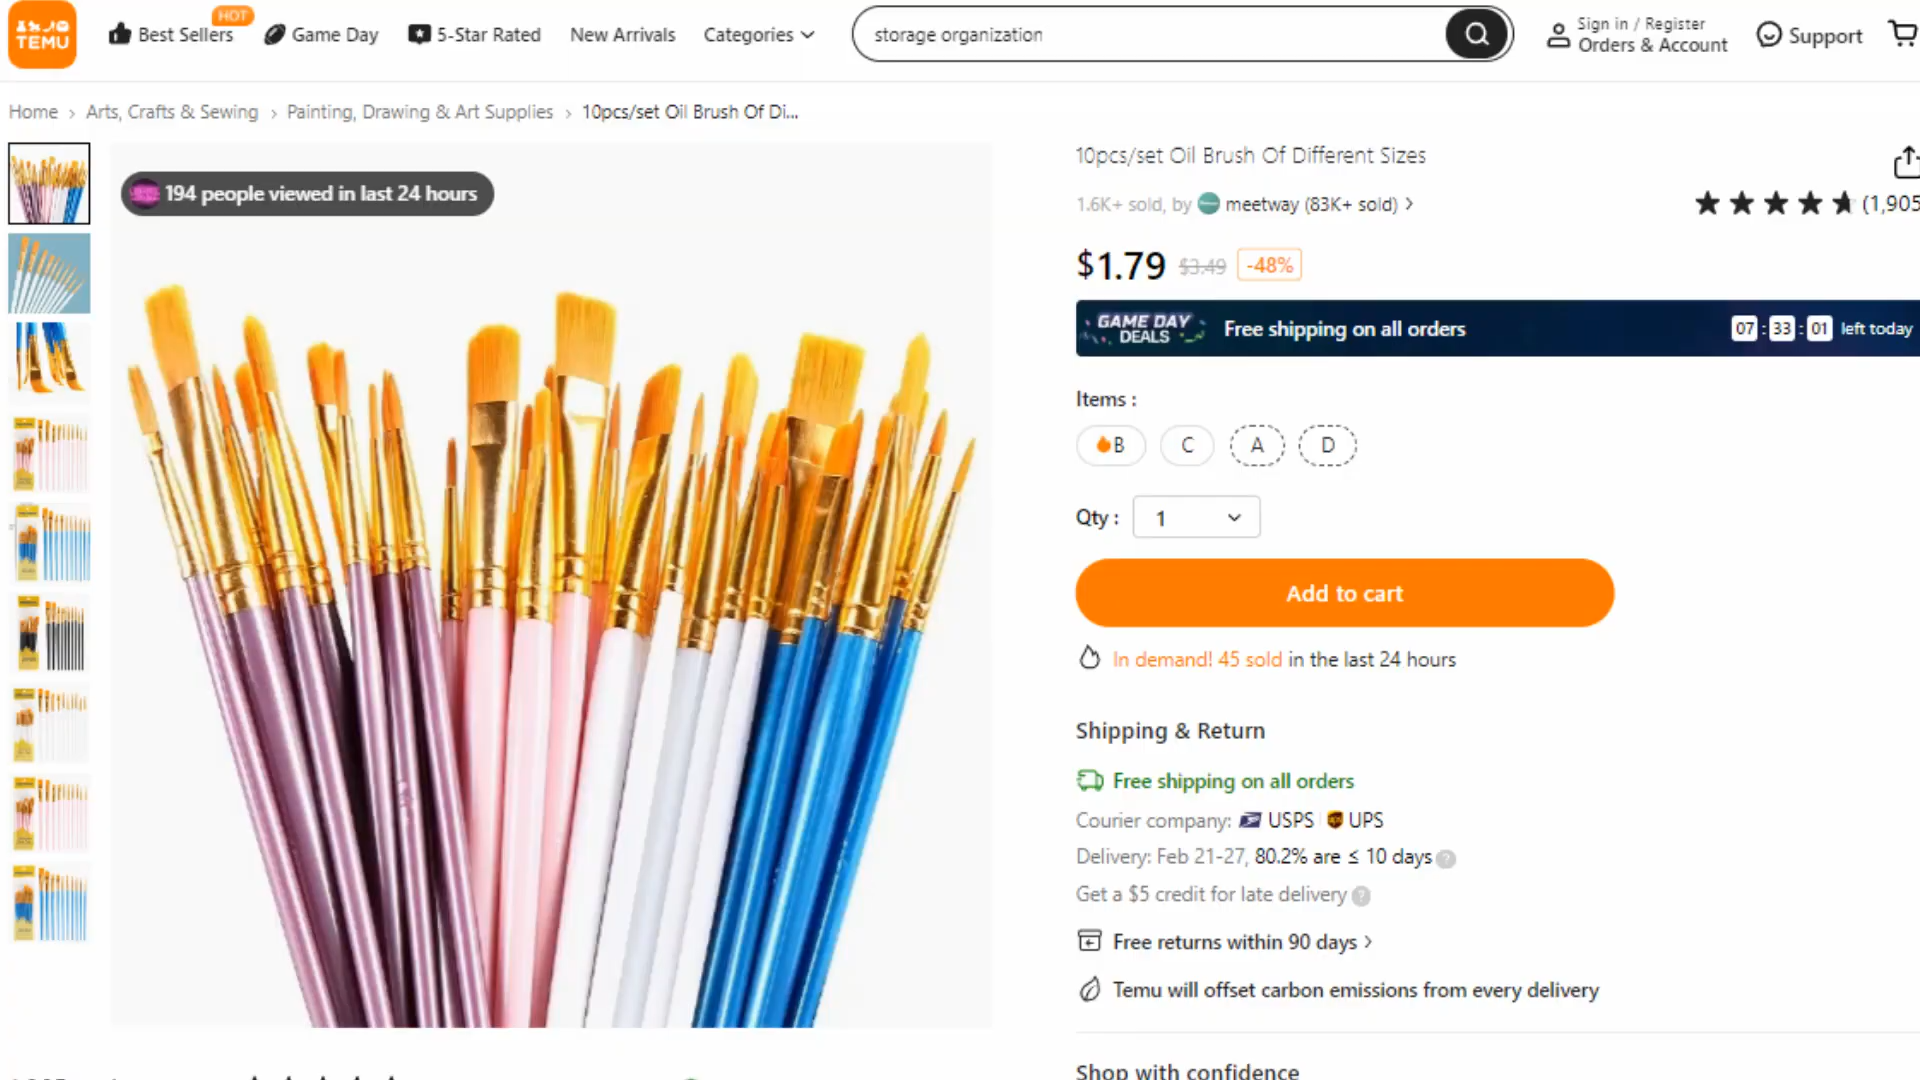 TEMU
Best Sellers
HOT
Game Day
5-Star Rated
New Arrivals
Categories
storage organization
Sign in / Register
Orders & Account
Support
Home > Arts, Crafts & Sewing > Painting, Drawing & Art Supplies > 10pcs/set Oil Brush Of Di...
194 people viewed in last 24 hours
10pcs/set Oil Brush Of Different Sizes
1.6K+ sold, by meetway (83K+ sold) >
(1,905
$1.79 $3.49 -48%
GAME DAY
DEALS
Free shipping on all orders
07 : 33 : 01 left today
Items :
B C A D
Qty : 1
Add to cart
In demand! 45 sold in the last 24 hours
Shipping & Return
Free shipping on all orders
Courier company: USPS UPS
Delivery: Feb 21-27, 80.2% are ≤ 10 days ?
Get a $5 credit for late delivery ?
Free returns within 90 days >
Temu will offset carbon emissions from every delivery
Shop with confidence